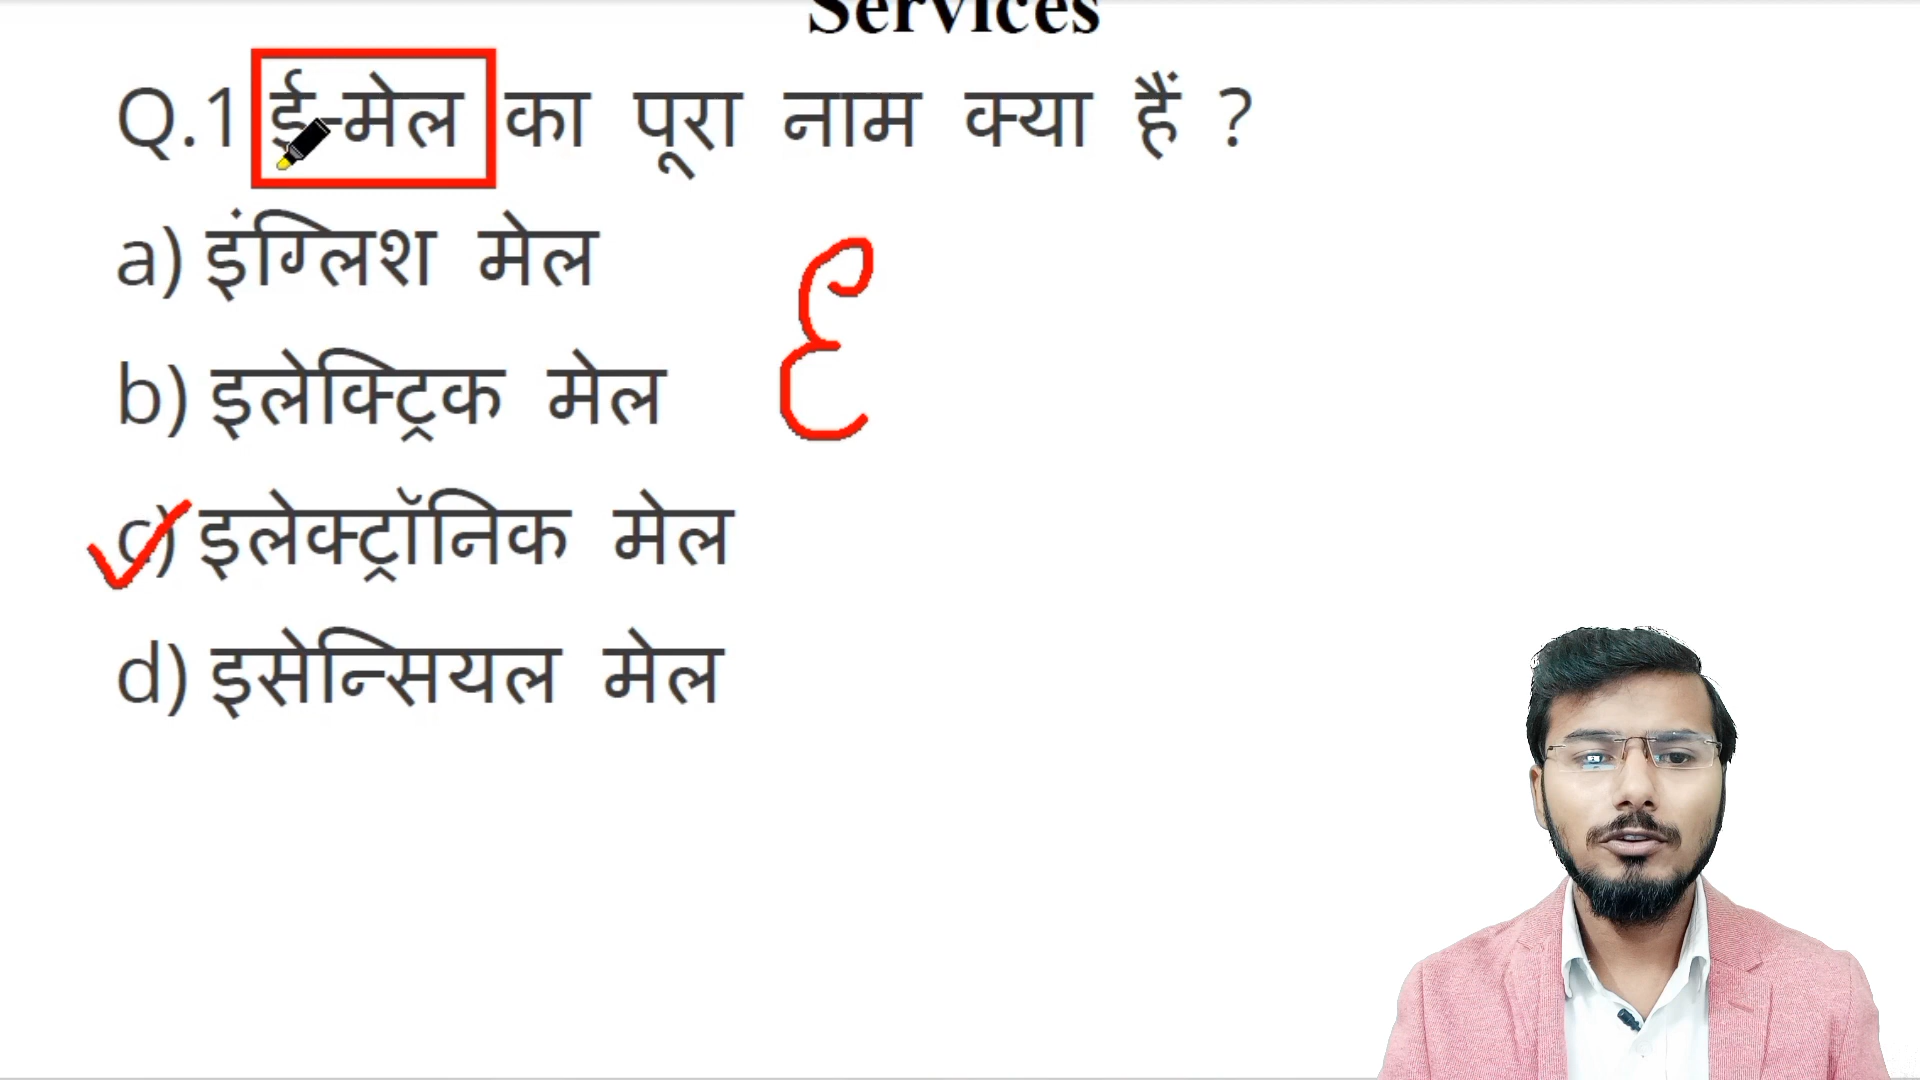 Services
Q.1 ई-मेल का पूरा नाम क्या हैं ?
a) इंग्लिश मेल
b) इलेक्ट्रिक मेल
c) इलेक्ट्रॉनिक मेल
d) इसेन्सियल मेल